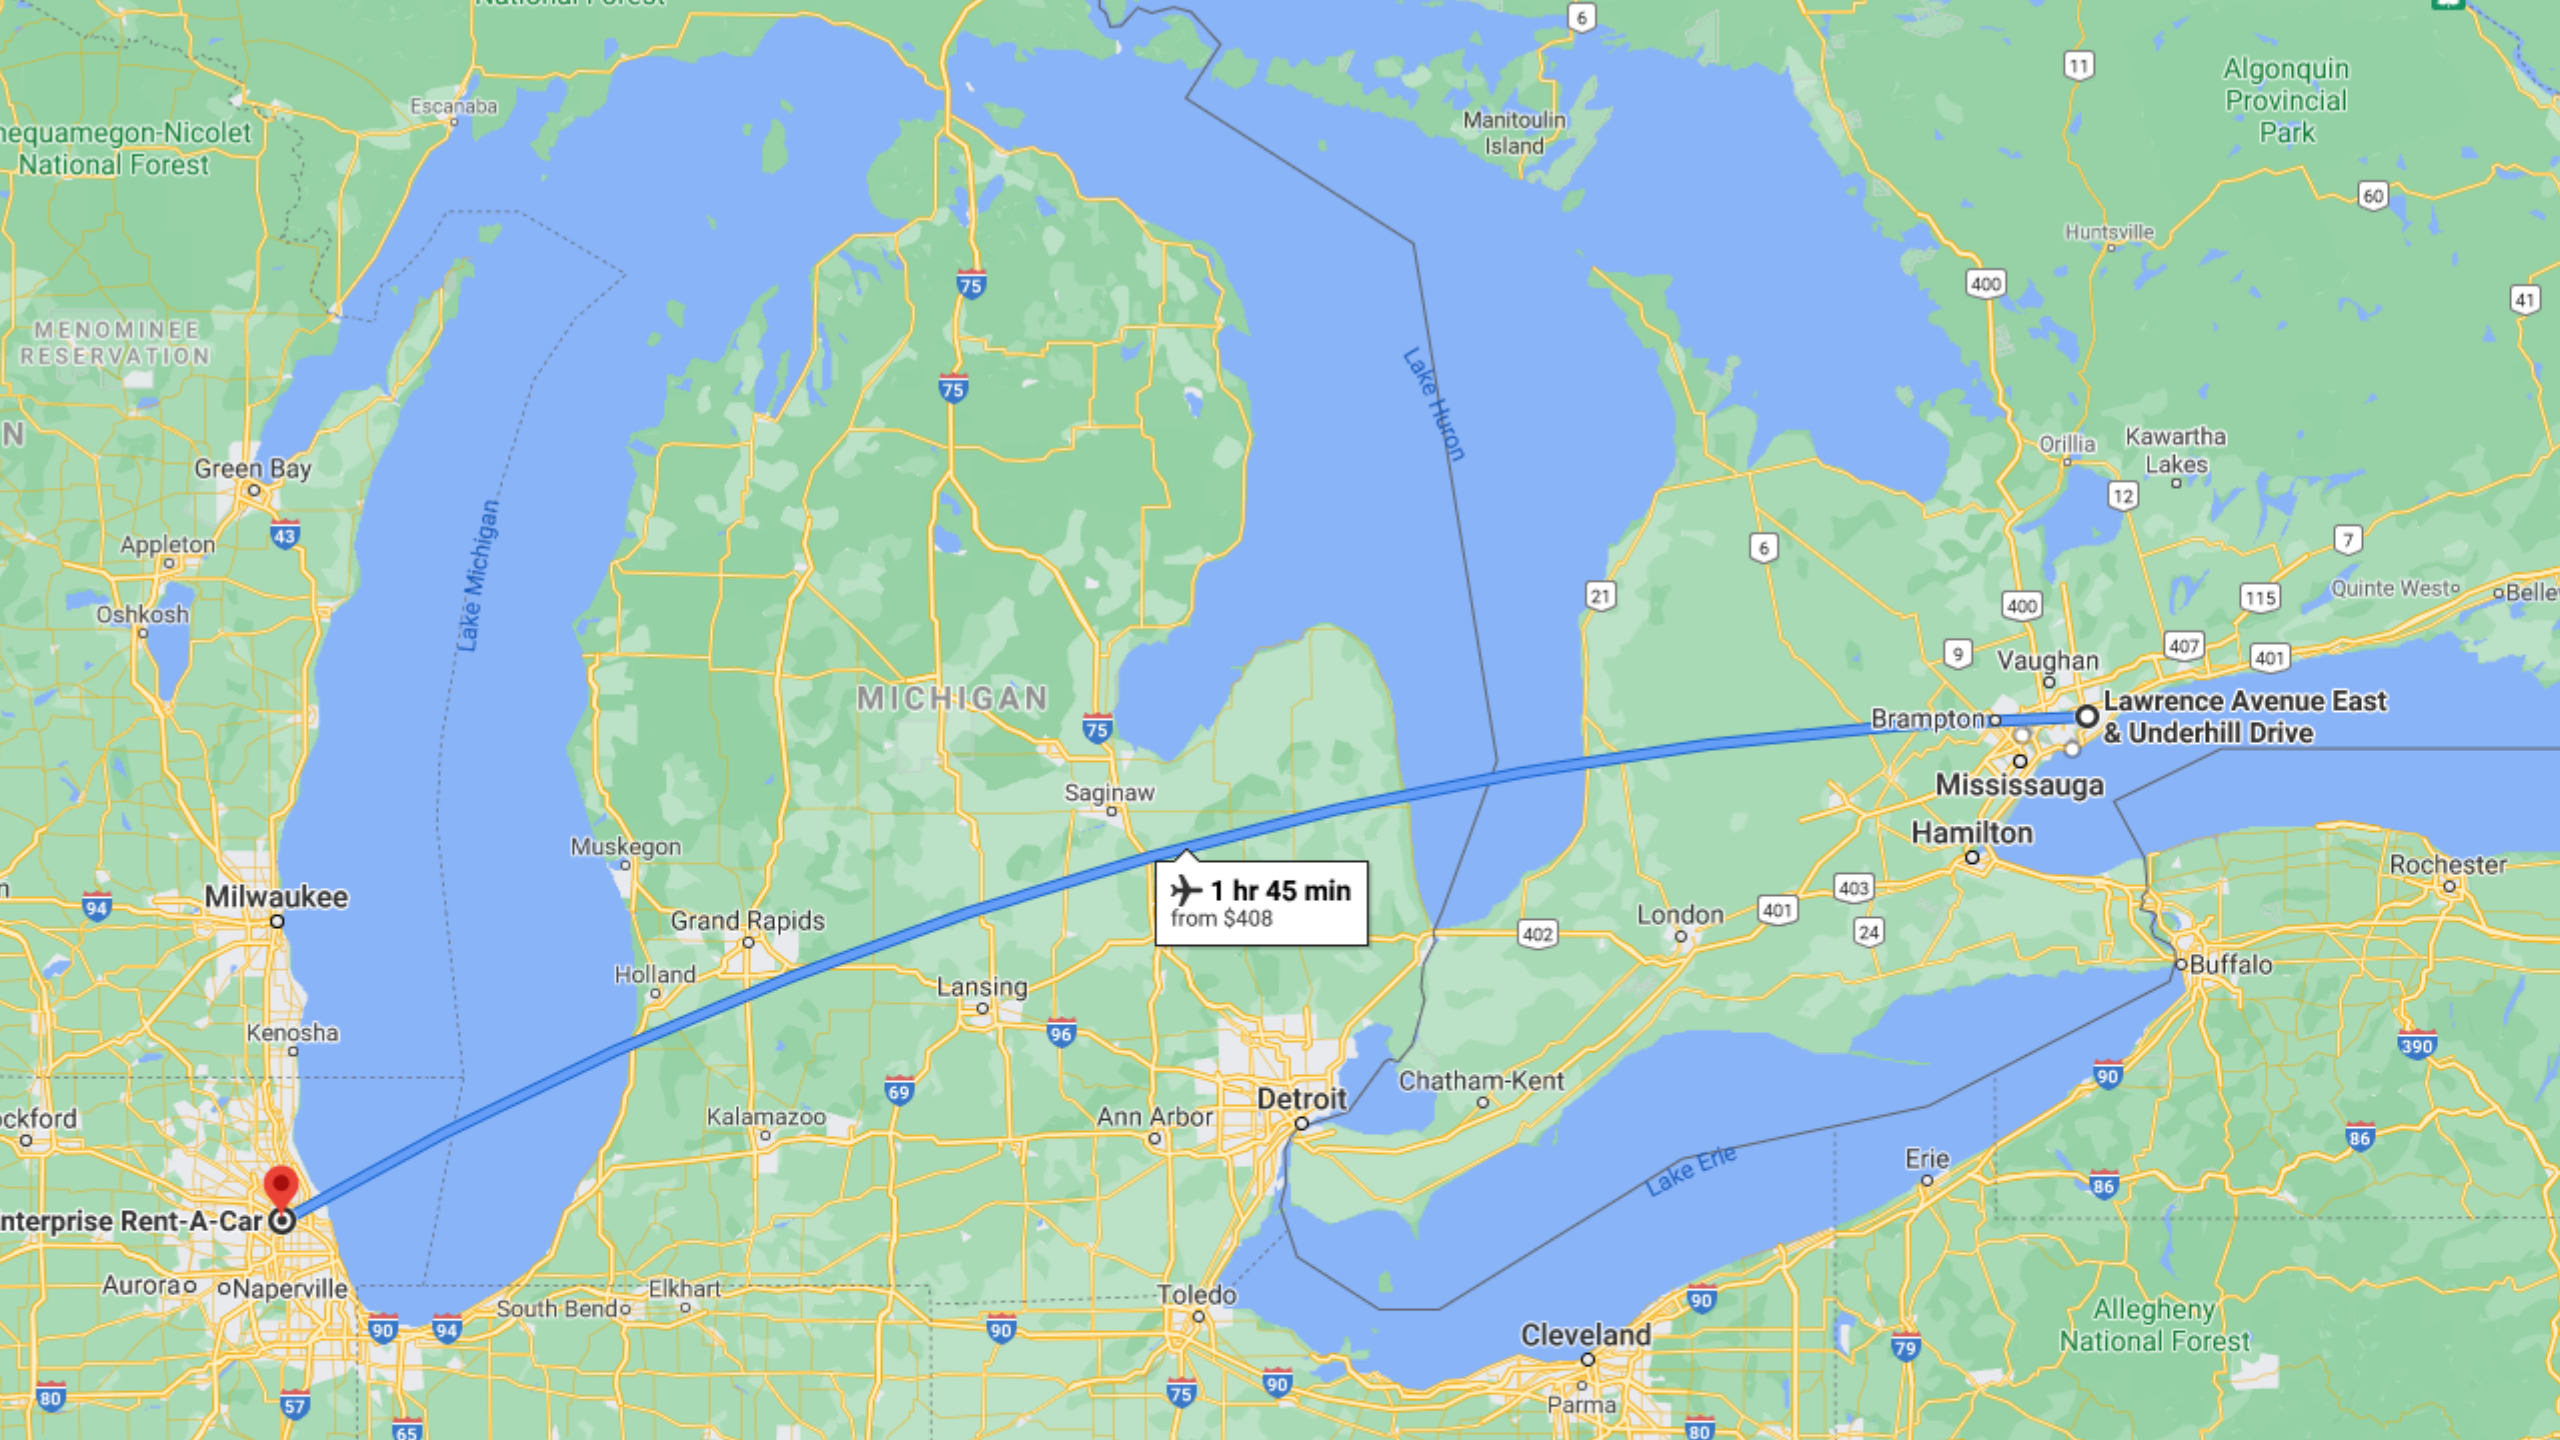 National Forest
6
11
Algonquin
Provincial
Park
Escanaba
Manitoulin
Island
hequamegon-Nicolet
National Forest
60
Huntsville
75
400
41
MENOMINEE
RESERVATION
75
Lake Huron
N
Orillia
Kawartha
Lakes
Green Bay
12
43
Lake Michigan
Appleton
6
7
Oshkosh
21
400
115
Quinte West
Belle
9
Vaughan
407
401
MICHIGAN
75
Brampton
Lawrence Avenue East
& Underhill Drive
Mississauga
Saginaw
Hamilton
Muskegon
Rochester
94
Milwaukee
1 hr 45 min
from $408
Grand Rapids
402
London
401
403
24
Holland
Lansing
Buffalo
Kenosha
96
390
69
Chatham-Kent
90
ockford
Kalamazoo
Ann Arbor
Detroit
86
Lake Erie
Erie
86
nterprise Rent-A-Car
Aurora
Naperville
South Bend
Elkhart
Toledo
90
Allegheny
National Forest
90
94
90
Cleveland
79
80
57
75
90
Parma
65
80